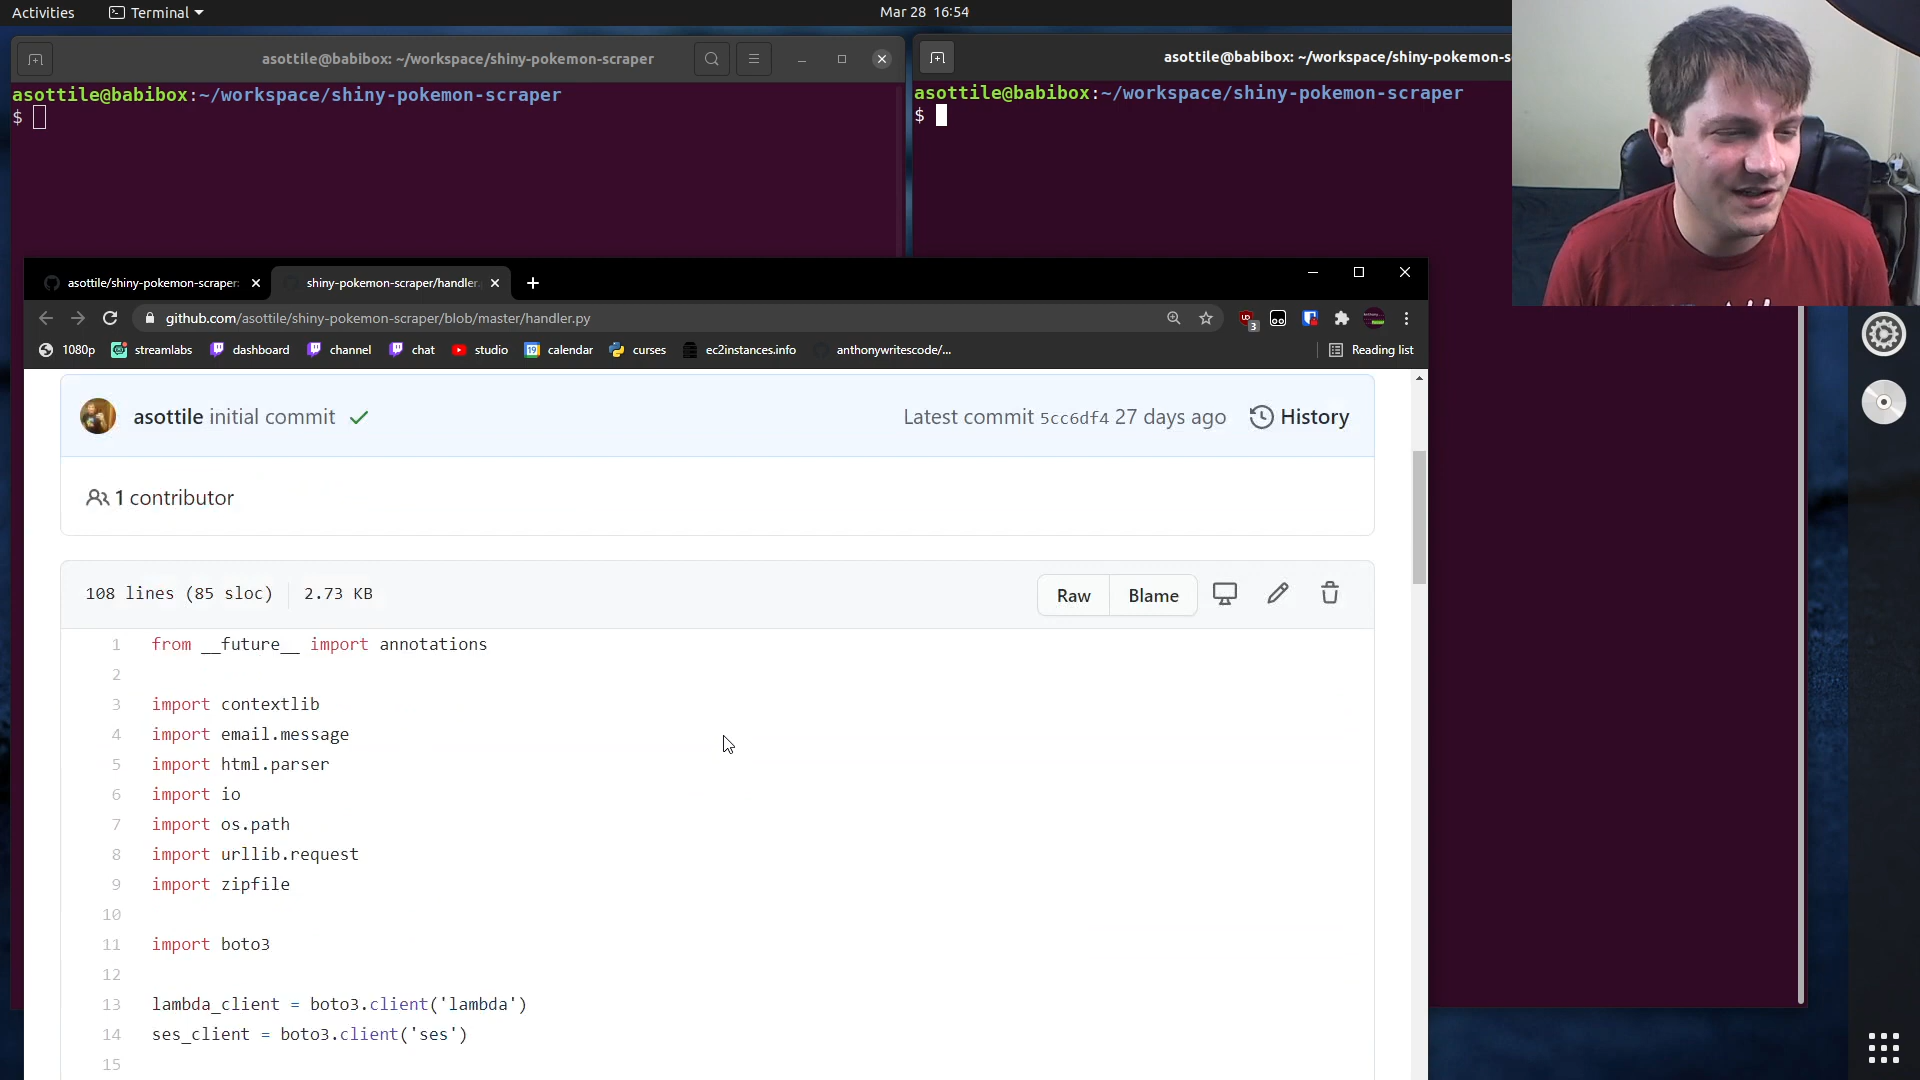 Activities
Terminal
Mar 28 16:54
asottile@babibox: ~/workspace/shiny-pokemon-scraper
asottile@babibox:~/workspace/shiny-pokemon-scraper
$
asottile@babibox: ~/workspace/shiny-pokemon-s
asottile@babibox:~/workspace/shiny-pokemon-scraper
$
asottile/shiny-pokemon-scraper:
shiny-pokemon-scraper/handler.
github.com/asottile/shiny-pokemon-scraper/blob/master/handler.py
3
1080p
streamlabs
dashboard
channel
chat
studio
19
calendar
curses
ec2instances.info
anthonywritescode/...
Reading list
asottile initial commit
Latest commit 5cc6df4 27 days ago
History
1 contributor
108 lines (85 sloc)
2.73 KB
Raw
Blame
1 from __future__ import annotations
2
3 import contextlib
4 import email.message
5 import html.parser
6 import io
7 import os.path
8 import urllib.request
9 import zipfile
10
11 import boto3
12
13 lambda_client = boto3.client('lambda')
14 ses_client = boto3.client('ses')
15